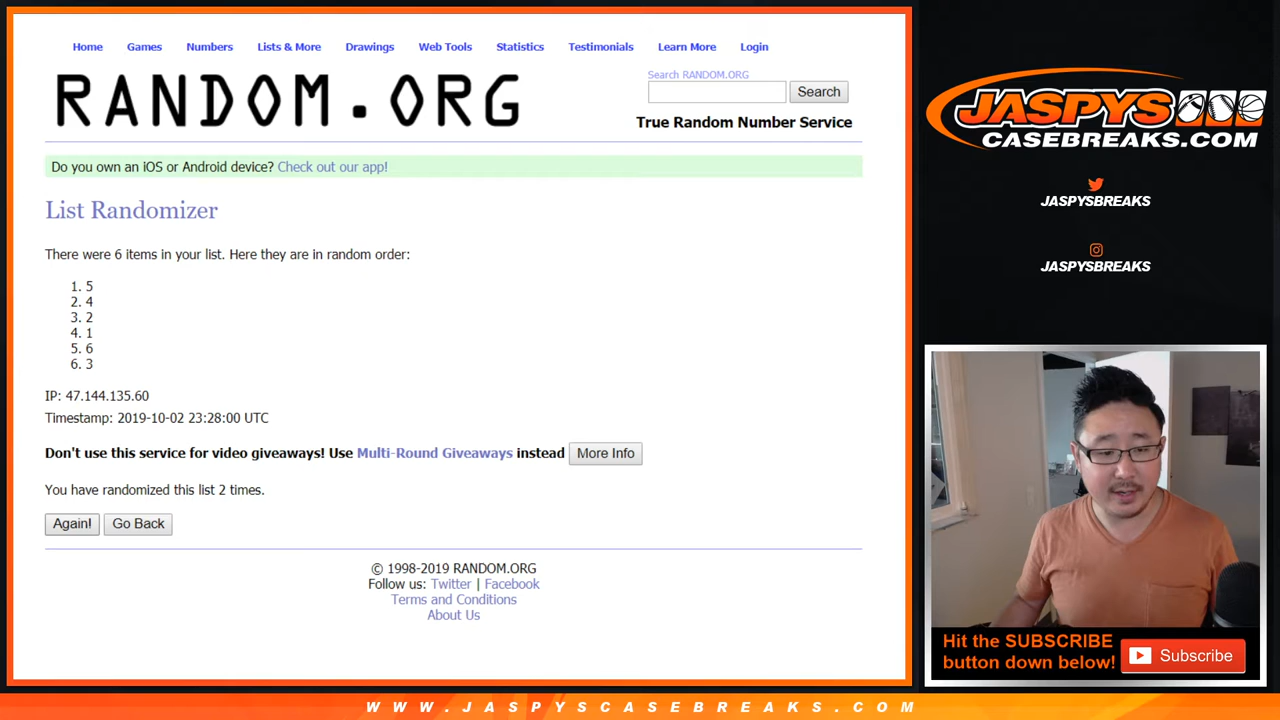 Home Games Numbers Lists & More Drawings Web Tools Statistics Testimonials Learn More Login
RANDOM.ORG
Search RANDOM.ORG
Search
True Random Number Service
Do you own an iOS or Android device? Check out our app!
List Randomizer
There were 6 items in your list. Here they are in random order:
1. 5
2. 4
3. 2
4. 1
5. 6
6. 3
IP: 47.144.135.60
Timestamp: 2019-10-02 23:28:00 UTC
Don't use this service for video giveaways! Use Multi-Round Giveaways instead More Info
You have randomized this list 2 times.
Again! Go Back
© 1998-2019 RANDOM.ORG
Follow us: Twitter | Facebook
Terms and Conditions
About Us
JASPYS
CASEBREAKS.COM
JASPYSBREAKS
JASPYSBREAKS
Hit the SUBSCRIBE
button down below!
Subscribe
WWW.JASPYSCASEBREAKS.COM